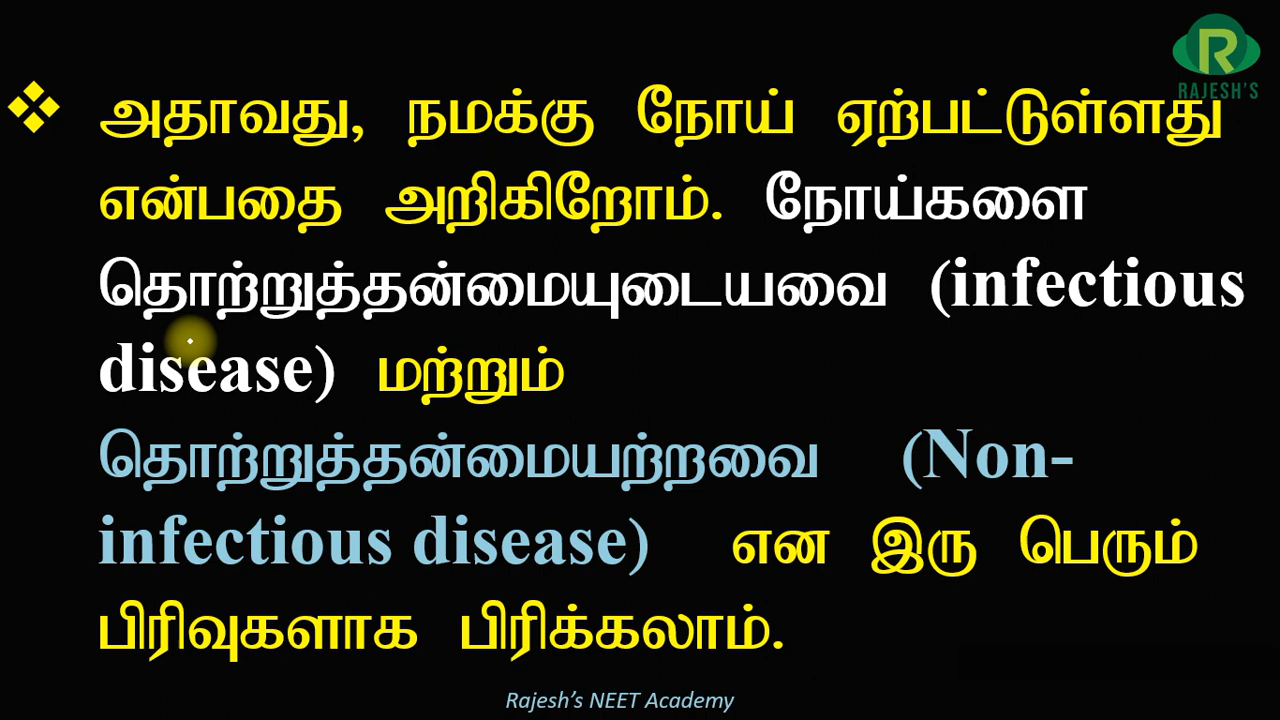 R
RAJESH'S
❖ அதாவது, நமக்கு நோய் ஏற்பட்டுள்ளது
என்பதை அறிகிறோம். நோய்களை
தொற்றுத்தன்மையுடையவை (infectious
disease) மற்றும்
தொற்றுத்தன்மையற்றவை (Non-
infectious disease) என இரு பெரும்
பிரிவுகளாக பிரிக்கலாம்.
Rajesh's NEET Academy